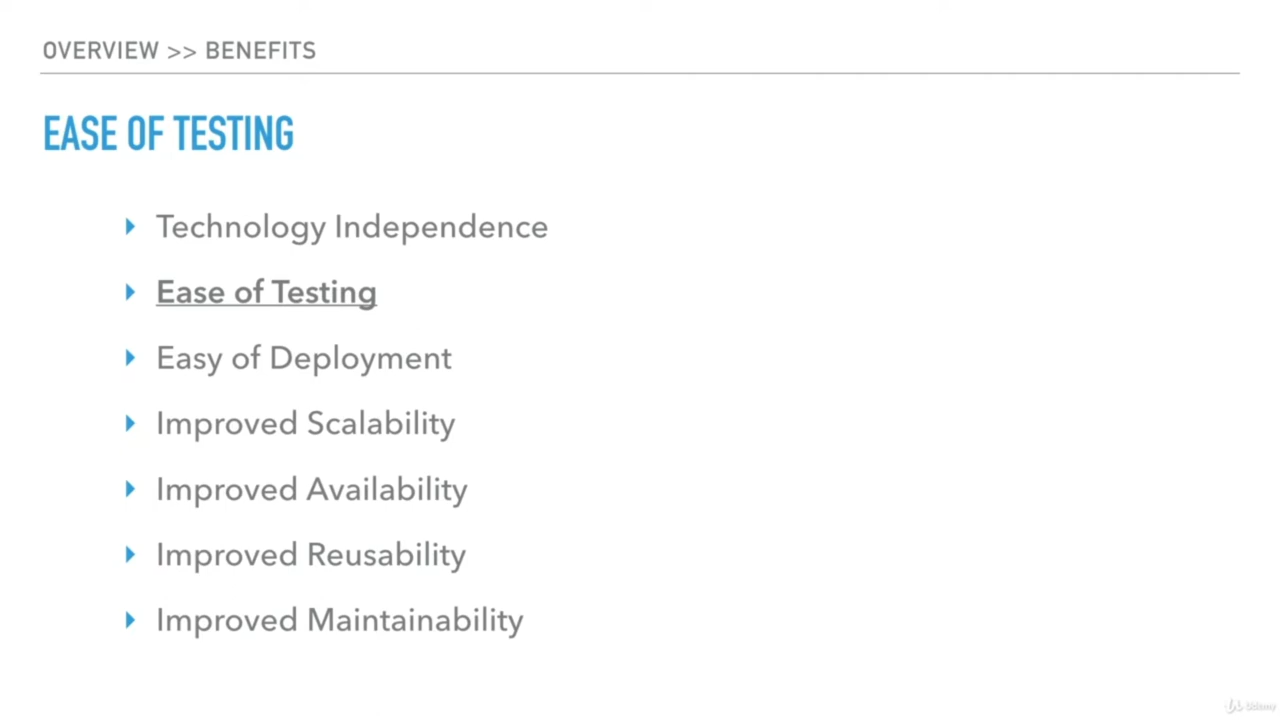 OVERVIEW >> BENEFITS
EASE OF TESTING
Technology Independence
Ease of Testing
Easy of Deployment
Improved Scalability
Improved Availability
Improved Reusability
Improved Maintainability
Udemy